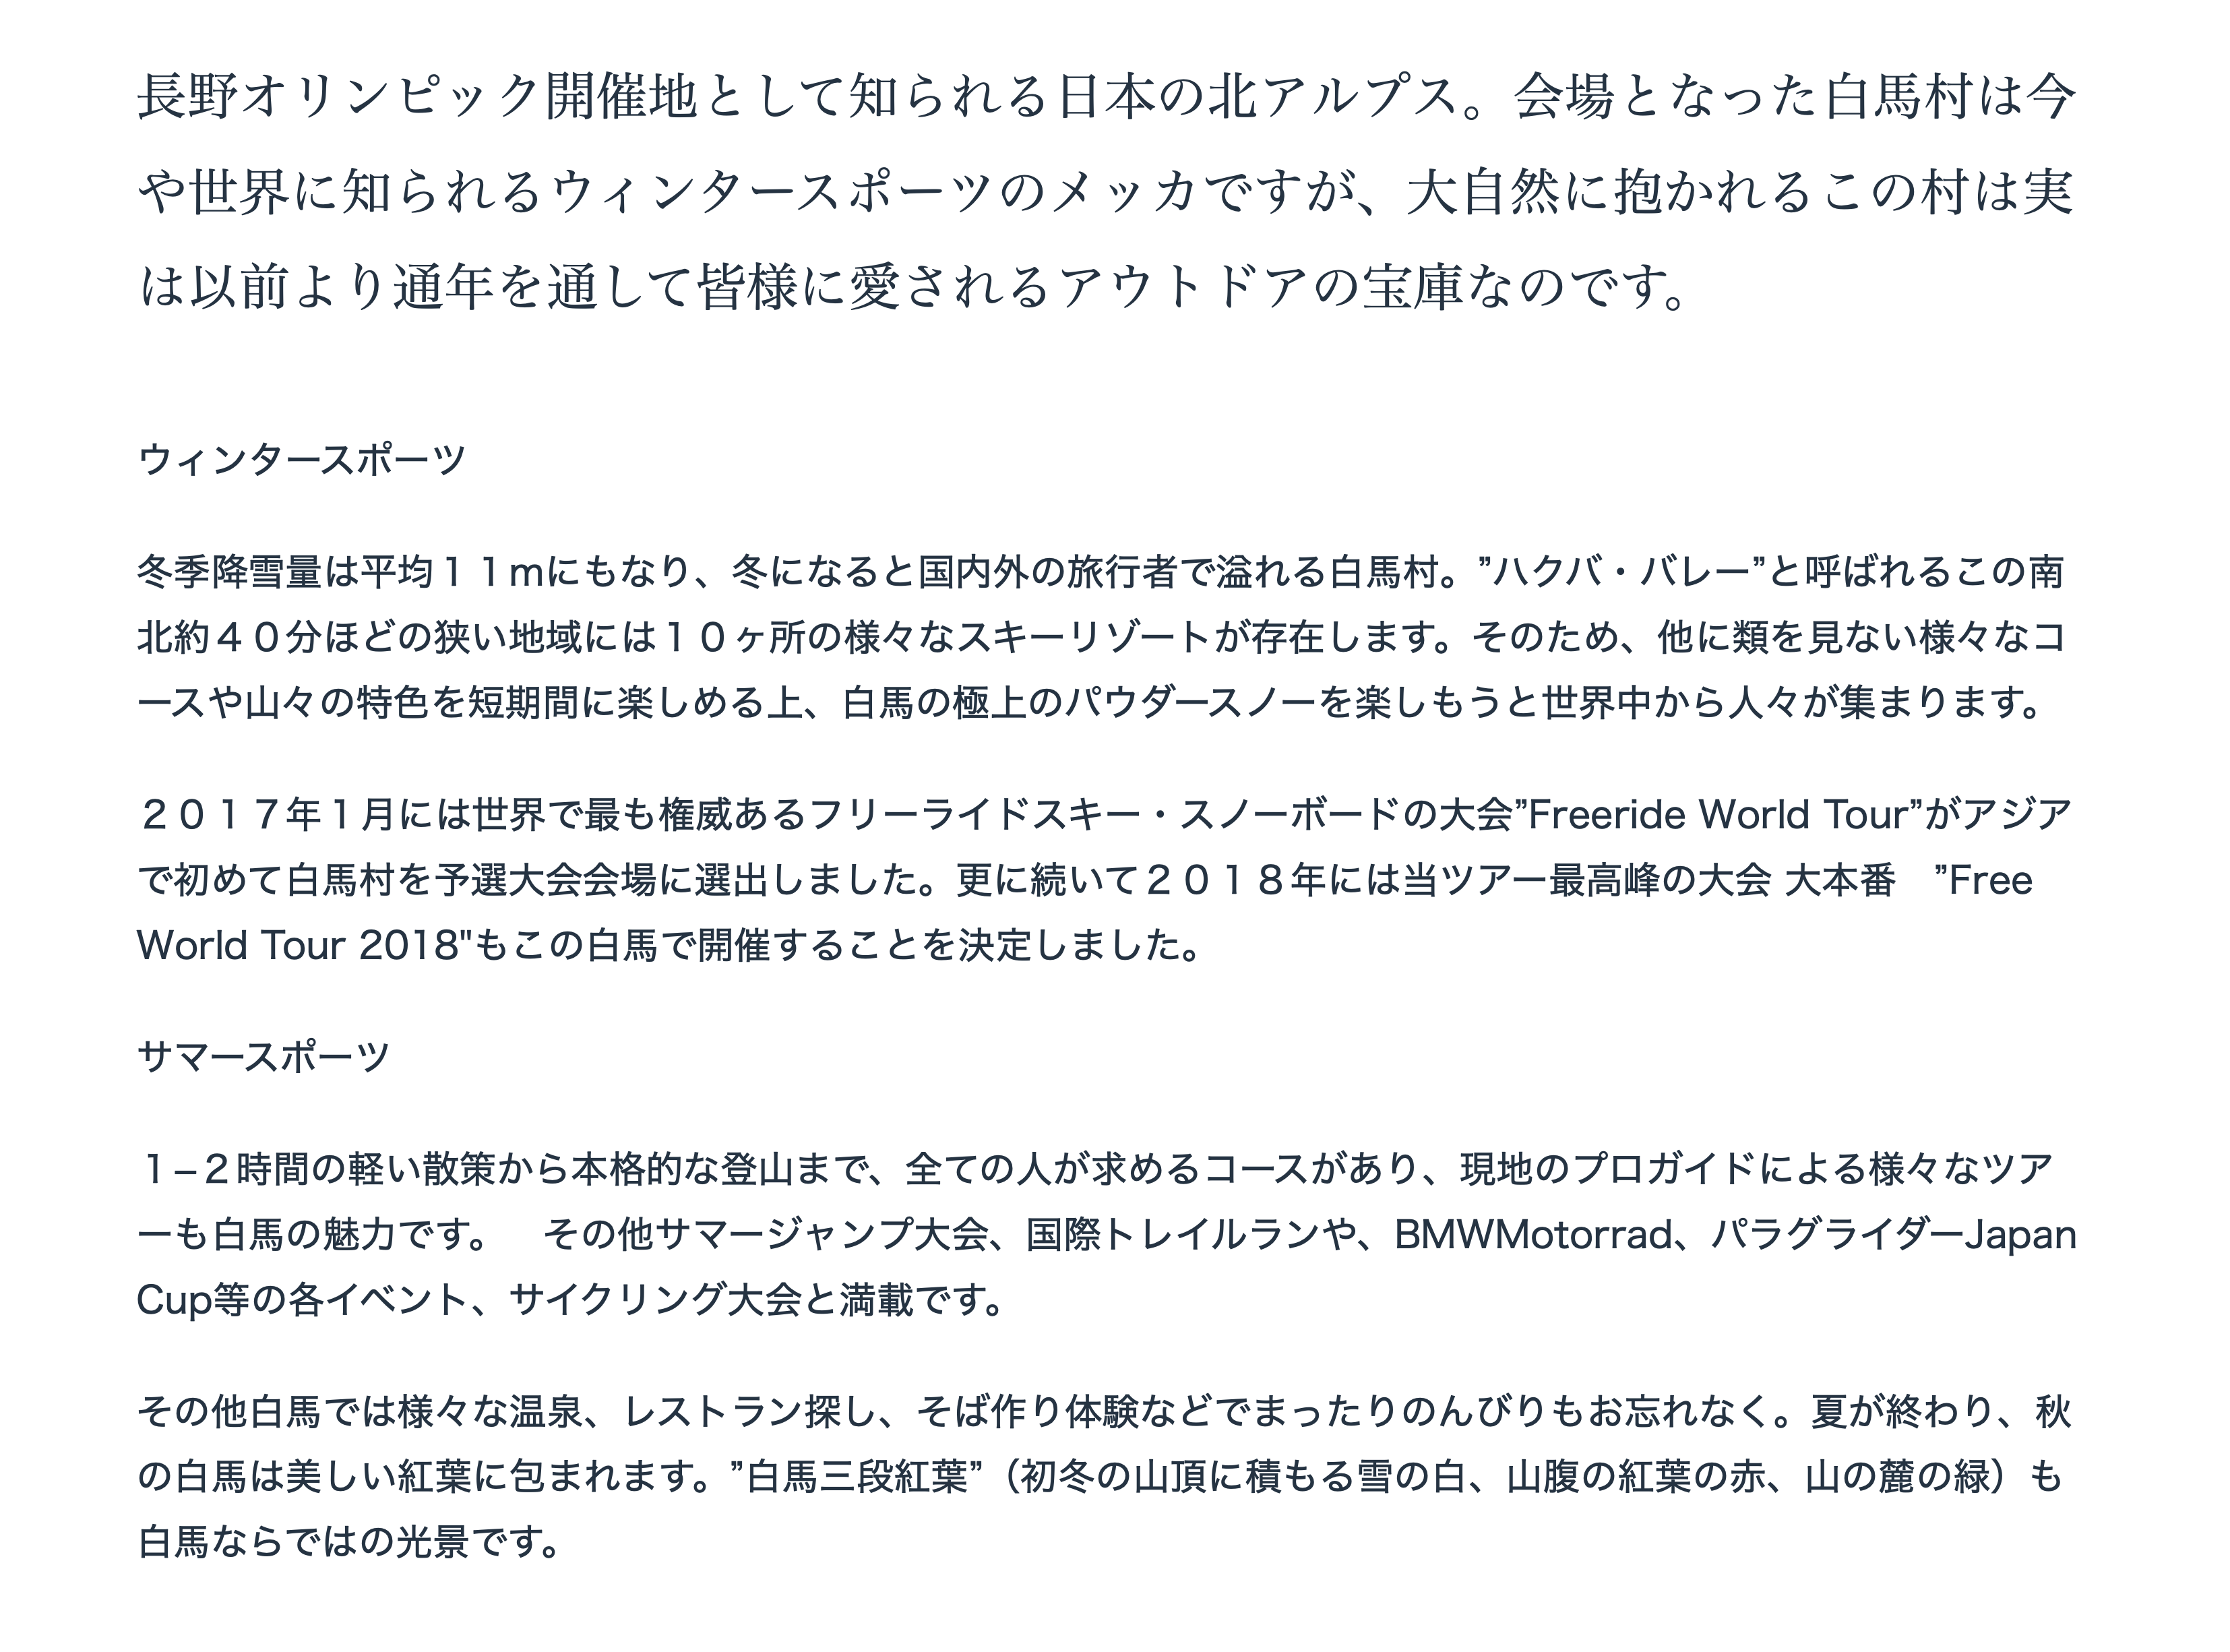 長野オリンピック開催地として知られる日本の北アルプス。会場となった白馬村は今
や世界に知られるウィンタースポーツのメッカですが、大自然に抱かれるこの村は実
は以前より通年を通して皆様に愛されるアウトドアの宝庫なのです。
ウィンタースポーツ
冬季降雪量は平均１１mにもなり、冬になると国内外の旅行者で溢れる白馬村。”ハクバ・バレー”と呼ばれるこの南
北約４０分ほどの狭い地域には１０ヶ所の様々なスキーリゾートが存在します。そのため、他に類を見ない様々なコ
ースや山々の特色を短期間に楽しめる上、白馬の極上のパウダースノーを楽しもうと世界中から人々が集まります。
２０１７年１月には世界で最も権威あるフリーライドスキー・スノーボードの大会”Freeride World Tour”がアジア
で初めて白馬村を予選大会会場に選出しました。更に続いて２０１８年には当ツアー最高峰の大会 大本番　”Free
World Tour 2018"もこの白馬で開催することを決定しました。
サマースポーツ
１–２時間の軽い散策から本格的な登山まで、全ての人が求めるコースがあり、現地のプロガイドによる様々なツア
ーも白馬の魅力です。　その他サマージャンプ大会、国際トレイルランや、BMWMotorrad、パラグライダーJapan
Cup等の各イベント、サイクリング大会と満載です。
その他白馬では様々な温泉、レストラン探し、そば作り体験などでまったりのんびりもお忘れなく。夏が終わり、秋
の白馬は美しい紅葉に包まれます。”白馬三段紅葉”（初冬の山頂に積もる雪の白、山腹の紅葉の赤、山の麓の緑）も
白馬ならではの光景です。